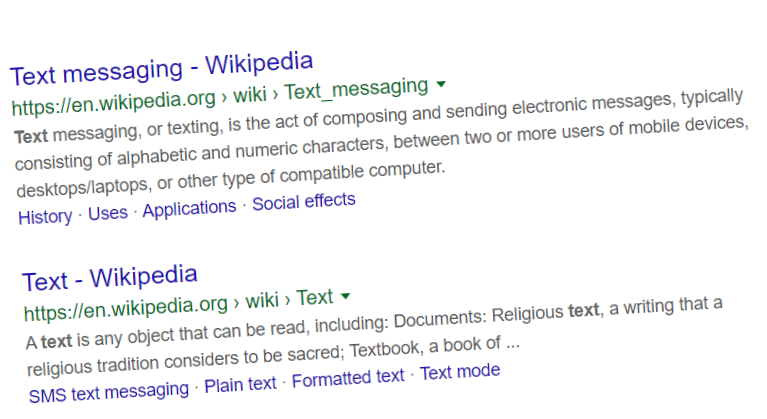 Text messaging - Wikipedia
https://en.wikipedia.org › wiki › Text_messaging ▼
Text messaging, or texting, is the act of composing and sending electronic messages, typically
consisting of alphabetic and numeric characters, between two or more users of mobile devices,
desktops/laptops, or other type of compatible computer.
History · Uses · Applications · Social effects
Text - Wikipedia
https://en.wikipedia.org › wiki › Text ▼
A text is any object that can be read, including: Documents: Religious text, a writing that a
religious tradition considers to be sacred; Textbook, a book of ...
SMS text messaging · Plain text · Formatted text · Text mode